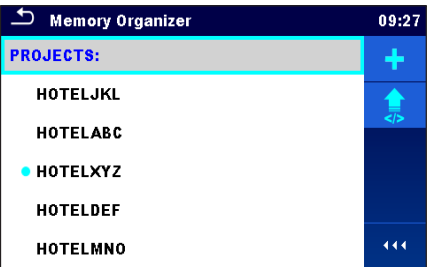 Memory Organizer 09:27
PROJECTS:
HOTELJKL
HOTELABC
HOTELXYZ
HOTELDEF
HOTELMNO